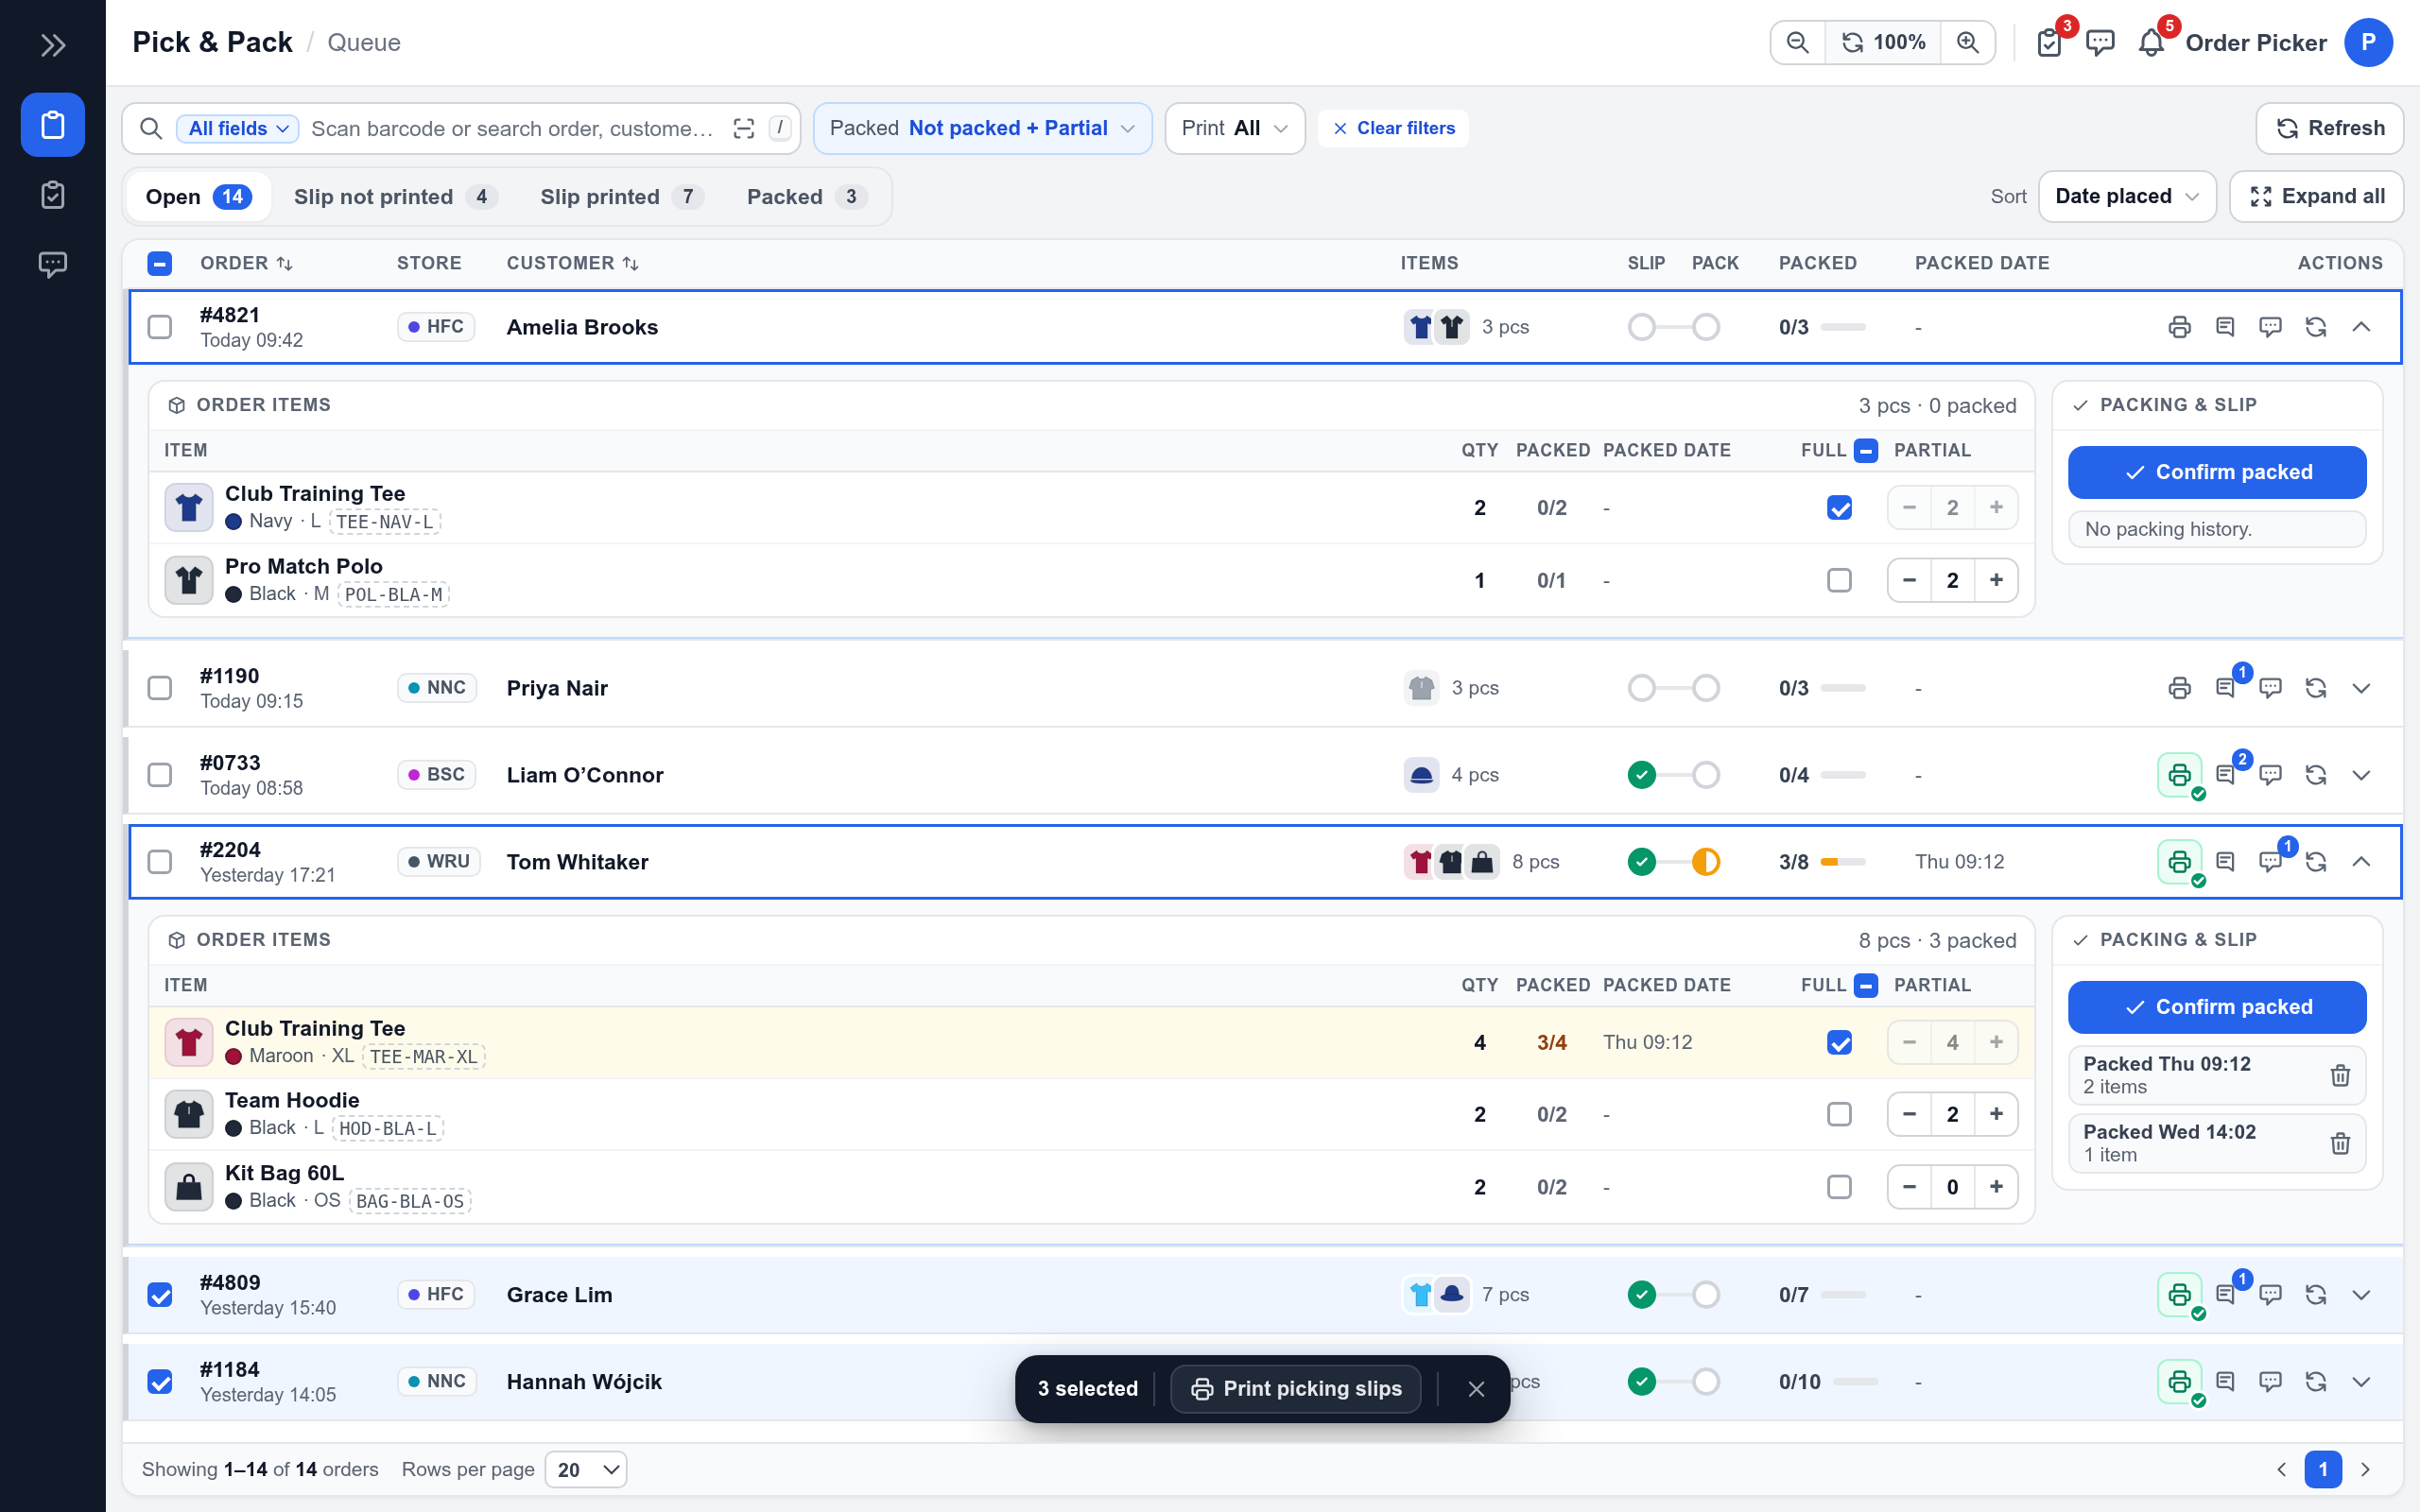 Pick & Pack / Queue
100%
3
5
Order Picker
P
All fields
Scan barcode or search order, custome…
/
Packed Not packed + Partial
Print All
Clear filters
Refresh
Open 14
Slip not printed 4
Slip printed 7
Packed 3
Sort
Date placed
Expand all
ORDER STORE CUSTOMER ITEMS SLIP PACK PACKED PACKED DATE ACTIONS
#4821
Today 09:42
HFC
Amelia Brooks
3 pcs
0/3
-
ORDER ITEMS
3 pcs · 0 packed
ITEM QTY PACKED PACKED DATE FULL PARTIAL
Club Training Tee
Navy · L TEE-NAV-L
2 0/2 - − 2 +
Pro Match Polo
Black · M POL-BLA-M
1 0/1 - − 2 +
PACKING & SLIP
Confirm packed
No packing history.
#1190
Today 09:15
NNC
Priya Nair
3 pcs
0/3
-
1
#0733
Today 08:58
BSC
Liam O’Connor
4 pcs
0/4
-
2
#2204
Yesterday 17:21
WRU
Tom Whitaker
8 pcs
3/8
Thu 09:12
1
ORDER ITEMS
8 pcs · 3 packed
ITEM QTY PACKED PACKED DATE FULL PARTIAL
Club Training Tee
Maroon · XL TEE-MAR-XL
4 3/4 Thu 09:12 − 4 +
Team Hoodie
Black · L HOD-BLA-L
2 0/2 - − 2 +
Kit Bag 60L
Black · OS BAG-BLA-OS
2 0/2 - − 0 +
PACKING & SLIP
Confirm packed
Packed Thu 09:12
2 items
Packed Wed 14:02
1 item
#4809
Yesterday 15:40
HFC
Grace Lim
7 pcs
0/7
-
1
#1184
Yesterday 14:05
NNC
Hannah Wójcik
pcs
0/10
-
3 selected
Print picking slips
Showing 1–14 of 14 orders
Rows per page 20
1